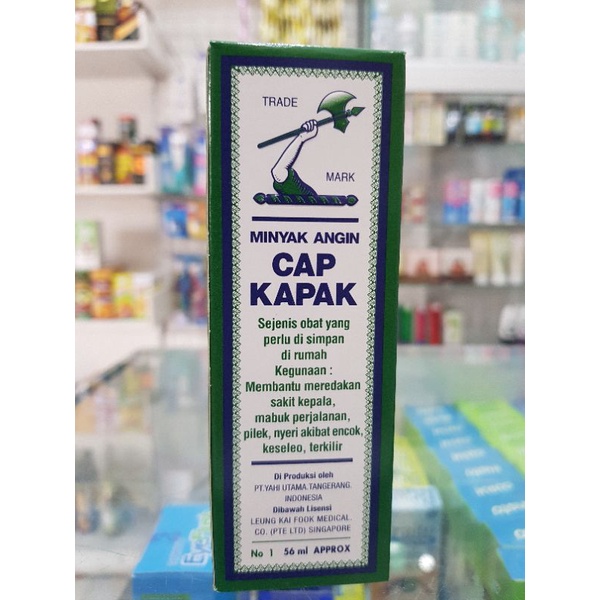 TRADE
MARK
MINYAK ANGIN
CAP
KAPAK
Sejenis obat yang
perlu di simpan
di rumah
Kegunaan :
Membantu meredakan
sakit kepala,
mabuk perjalanan,
pilek, nyeri akibat encok,
keseleo, terkilir
Di Produksi oleh
PT.YAHI UTAMA.TANGERANG.
INDONESIA
Dibawah Lisensi
LEUNG KAI FOOK MEDICAL.
CO. (PTE LTD) SINGAPORE
No 1 56 ml APPROX